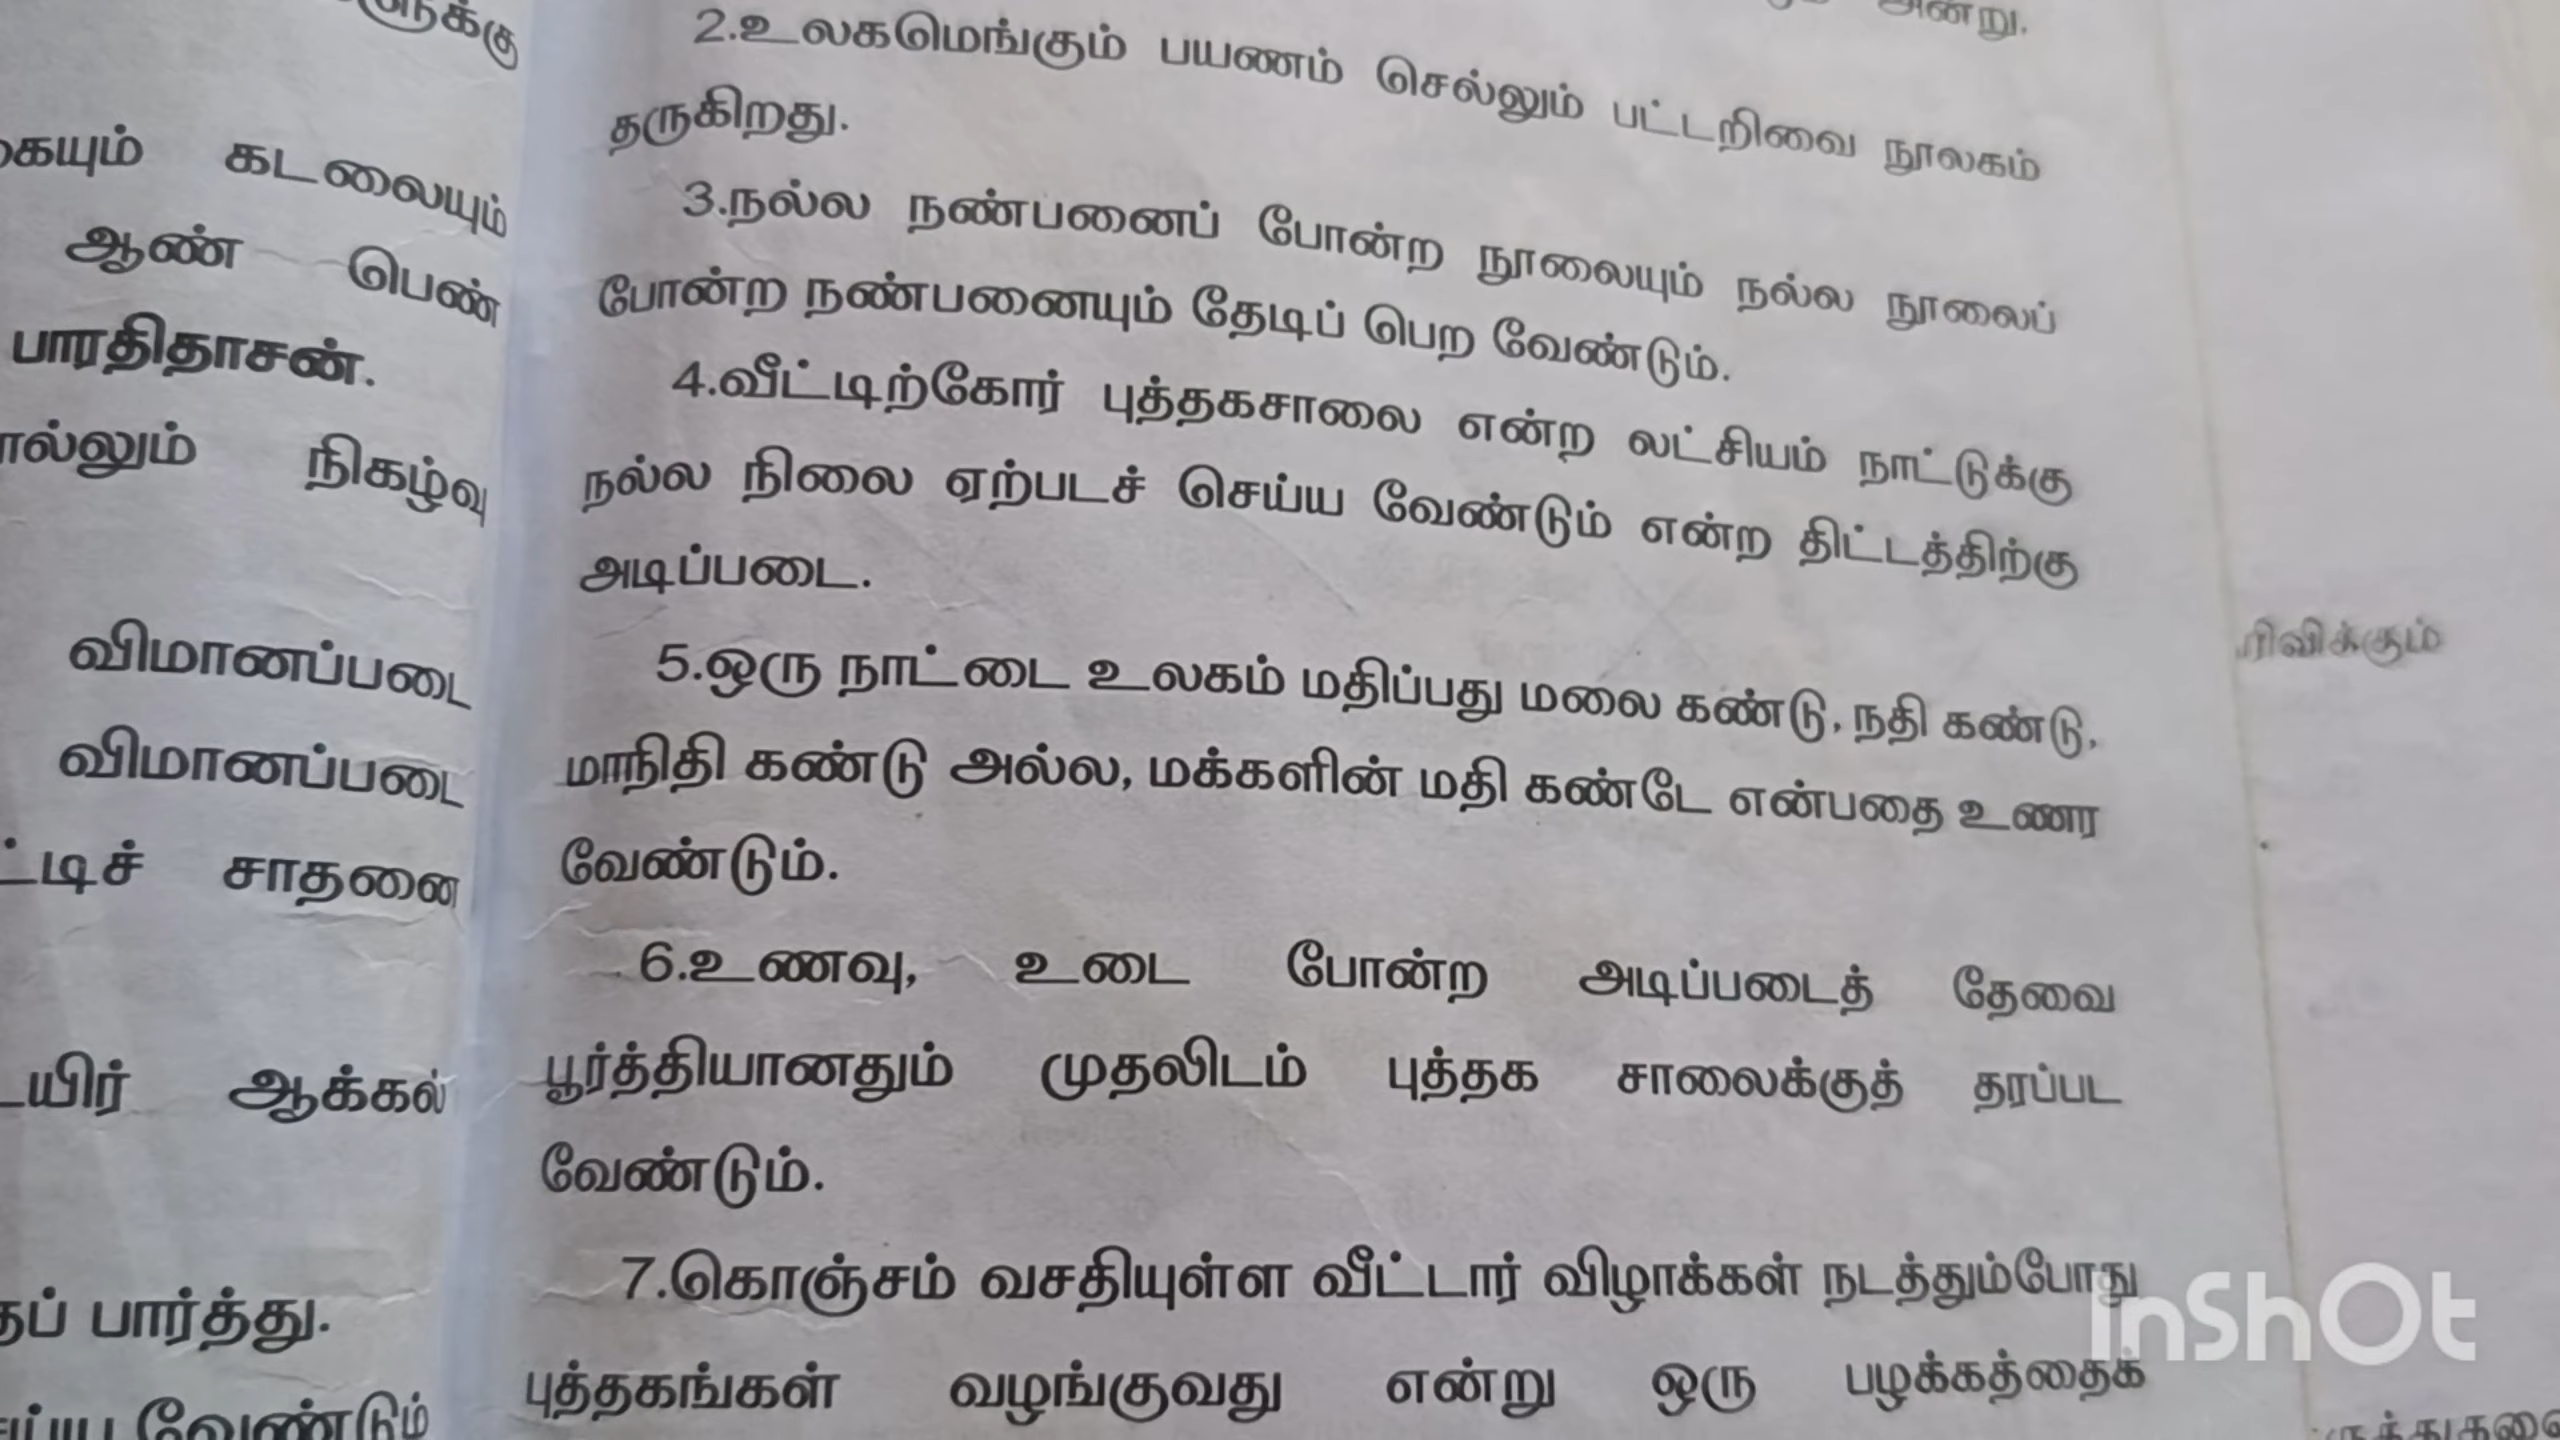 அன்று.
2.உலகமெங்கும் பயணம் செல்லும் பட்டறிவை நூலகம்
தருகிறது.
3.நல்ல நண்பனைப் போன்ற நூலையும் நல்ல நூலைப்
போன்ற நண்பனையும் தேடிப் பெற வேண்டும்.
4.வீட்டிற்கோர் புத்தகசாலை என்ற லட்சியம் நாட்டுக்கு
நல்ல நிலை ஏற்படச் செய்ய வேண்டும் என்ற திட்டத்திற்கு
அடிப்படை.
5.ஒரு நாட்டை உலகம் மதிப்பது மலை கண்டு, நதி கண்டு,
மாநிதி கண்டு அல்ல, மக்களின் மதி கண்டே என்பதை உணர
வேண்டும்.
6.உணவு, உடை போன்ற அடிப்படைத் தேவை
பூர்த்தியானதும் முதலிடம் புத்தக சாலைக்குத் தரப்பட
வேண்டும்.
7.கொஞ்சம் வசதியுள்ள வீட்டார் விழாக்கள் நடத்தும்போது
புத்தகங்கள் வழங்குவது என்று ஒரு பழக்கத்தைக்
கடலையும்
ஆண் பெண்
பாரதிதாசன்.
நிகழ்வு
விமானப்படை
விமானப்படை
சாதனை
ஆக்கல்
பார்த்து.
வேண்டும்
InShOt